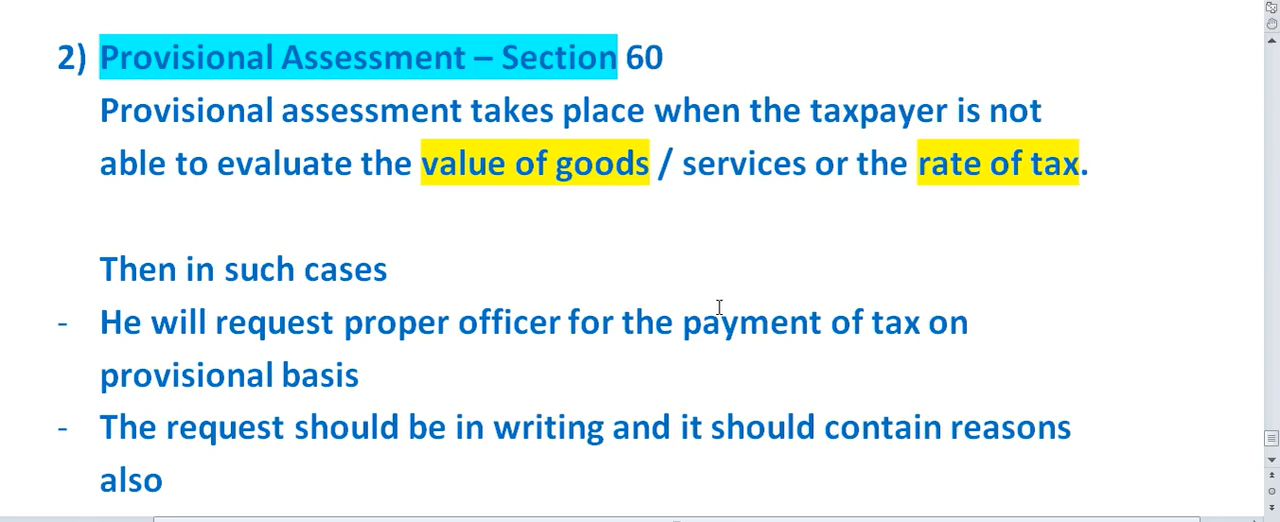 2) Provisional Assessment – Section 60
Provisional assessment takes place when the taxpayer is not
able to evaluate the value of goods / services or the rate of tax.
Then in such cases
- He will request proper officer for the payment of tax on
provisional basis
- The request should be in writing and it should contain reasons
also